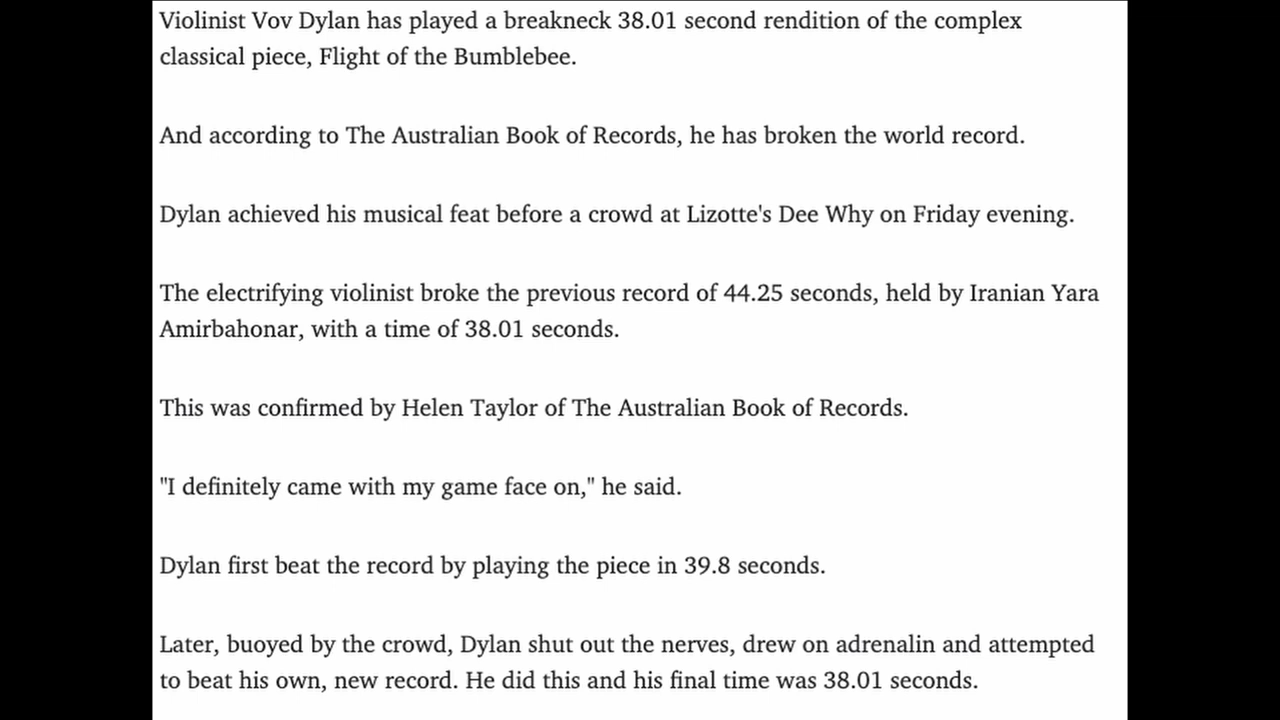 Violinist Vov Dylan has played a breakneck 38.01 second rendition of the complex
classical piece, Flight of the Bumblebee.
And according to The Australian Book of Records, he has broken the world record.
Dylan achieved his musical feat before a crowd at Lizotte's Dee Why on Friday evening.
The electrifying violinist broke the previous record of 44.25 seconds, held by Iranian Yara
Amirbahonar, with a time of 38.01 seconds.
This was confirmed by Helen Taylor of The Australian Book of Records.
"I definitely came with my game face on," he said.
Dylan first beat the record by playing the piece in 39.8 seconds.
Later, buoyed by the crowd, Dylan shut out the nerves, drew on adrenalin and attempted
to beat his own, new record. He did this and his final time was 38.01 seconds.